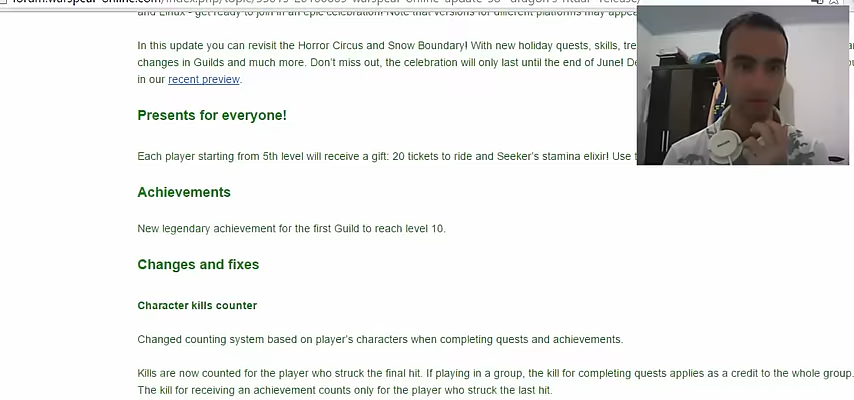 and Linux - get ready to join in an epic celebration! Note that versions for different platforms may appea
In this update you can revisit the Horror Circus and Snow Boundary! With new holiday quests, skills, tre
changes in Guilds and much more. Don't miss out, the celebration will only last until the end of June! De
in our recent preview.
Presents for everyone!
Each player starting from 5th level will receive a gift: 20 tickets to ride and Seeker's stamina elixir! Use t
Achievements
New legendary achievement for the first Guild to reach level 10.
Changes and fixes
Character kills counter
Changed counting system based on player's characters when completing quests and achievements.
Kills are now counted for the player who struck the final hit. If playing in a group, the kill for completing quests applies as a credit to the whole group.
The kill for receiving an achievement counts only for the player who struck the last hit.